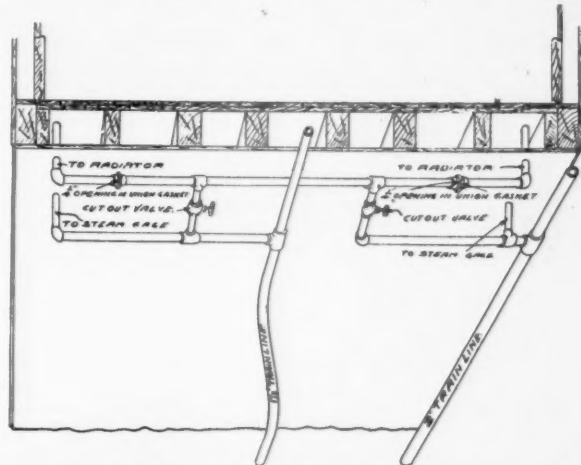 TO RADIATOR
TO RADIATOR
OPENING IN UNION GASKET
OPENING IN UNION GASKET
CUT OUT VALVE
CUT OUT VALVE
TO STEAM GAGE
TO STEAM GAGE
TRAIN LINE
2" TRAIN LINE